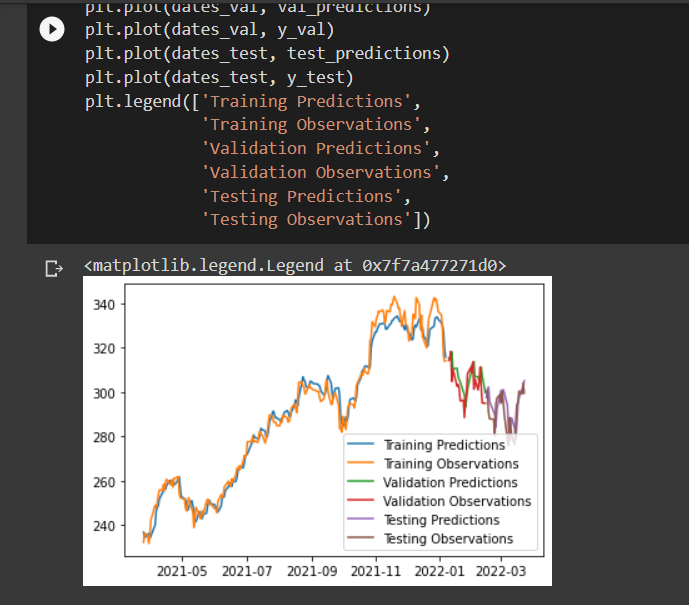 plt.plot(dates_val, val_predictions)
plt.plot(dates_val, y_val)
plt.plot(dates_test, test_predictions)
plt.plot(dates_test, y_test)
plt.legend(['Training Predictions',
'Training Observations',
'Validation Predictions',
'Validation Observations',
'Testing Predictions',
'Testing Observations'])
<matplotlib.legend.Legend at 0x7f7a477271d0>
340
320
300
280
260
240
Training Predictions
Training Observations
Validation Predictions
Validation Observations
Testing Predictions
Testing Observations
2021-05 2021-07 2021-09 2021-11 2022-01 2022-03